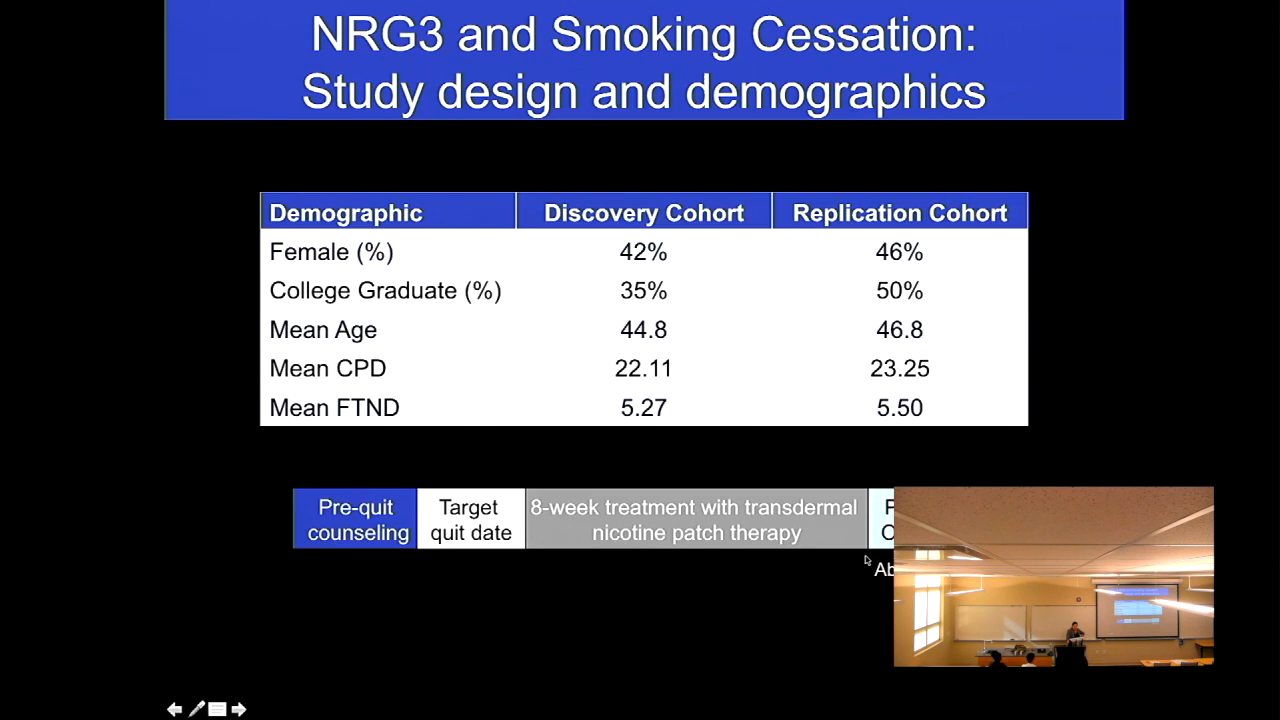 NRG3 and Smoking Cessation:
Study design and demographics
Demographic Discovery Cohort Replication Cohort
Female (%) 42% 46%
College Graduate (%) 35% 50%
Mean Age 44.8 46.8
Mean CPD 22.11 23.25
Mean FTND 5.27 5.50
Pre-quit
counseling
Target
quit date
8-week treatment with transdermal
nicotine patch therapy